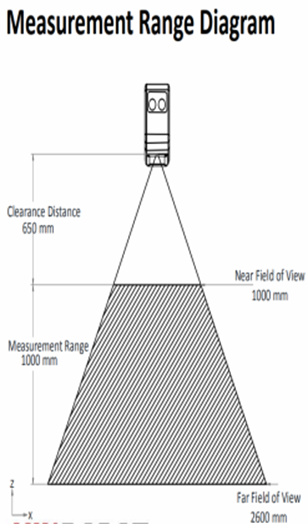 Measurement Range Diagram
Clearance Distance
650 mm
Near Field of View
1000 mm
Measurement Range
1000 mm
Z
X
Far Field of View
2600 mm